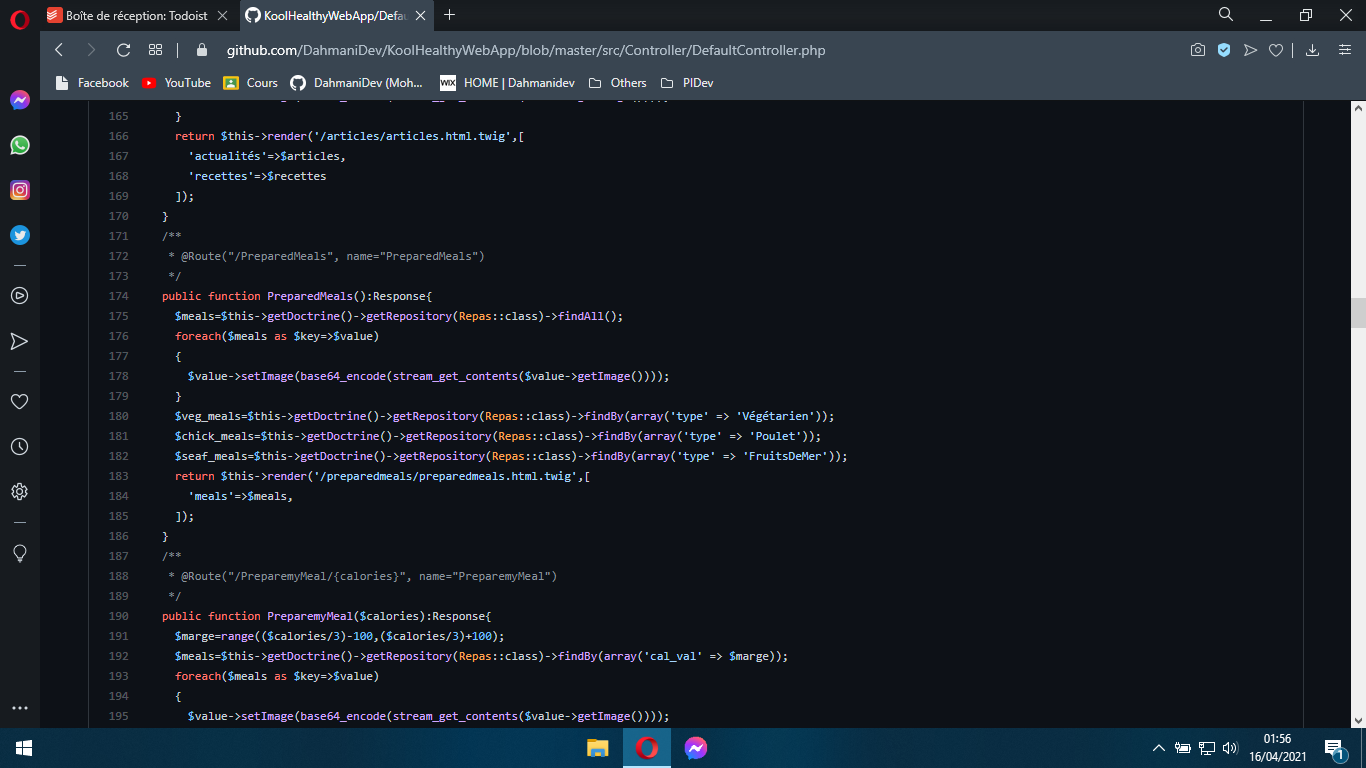 Boîte de réception: Todoist
KoolHealthyWebApp/Defau
github.com/DahmaniDev/KoolHealthyWebApp/blob/master/src/Controller/DefaultController.php
Facebook YouTube Cours DahmaniDev (Moh... WIX HOME | Dahmanidev Others PIDev
165 }
166 return $this->render('/articles/articles.html.twig',[
167 'actualités'=>$articles,
168 'recettes'=>$recettes
169 ]);
170 }
171 /**
172 * @Route("/PreparedMeals", name="PreparedMeals")
173 */
174 public function PreparedMeals():Response{
175 $meals=$this->getDoctrine()->getRepository(Repas::class)->findAll();
176 foreach($meals as $key=>$value)
177 {
178 $value->setImage(base64_encode(stream_get_contents($value->getImage())));
179 }
180 $veg_meals=$this->getDoctrine()->getRepository(Repas::class)->findBy(array('type' => 'Végétarien'));
181 $chick_meals=$this->getDoctrine()->getRepository(Repas::class)->findBy(array('type' => 'Poulet'));
182 $seaf_meals=$this->getDoctrine()->getRepository(Repas::class)->findBy(array('type' => 'FruitsDeMer'));
183 return $this->render('/preparedmeals/preparedmeals.html.twig',[
184 'meals'=>$meals,
185 ]);
186 }
187 /**
188 * @Route("/PreparemyMeal/{calories}", name="PreparemyMeal")
189 */
190 public function PreparemyMeal($calories):Response{
191 $marge=range(($calories/3)-100,($calories/3)+100);
192 $meals=$this->getDoctrine()->getRepository(Repas::class)->findBy(array('cal_val' => $marge));
193 foreach($meals as $key=>$value)
194 {
195 $value->setImage(base64_encode(stream_get_contents($value->getImage())));
01:56
16/04/2021
1